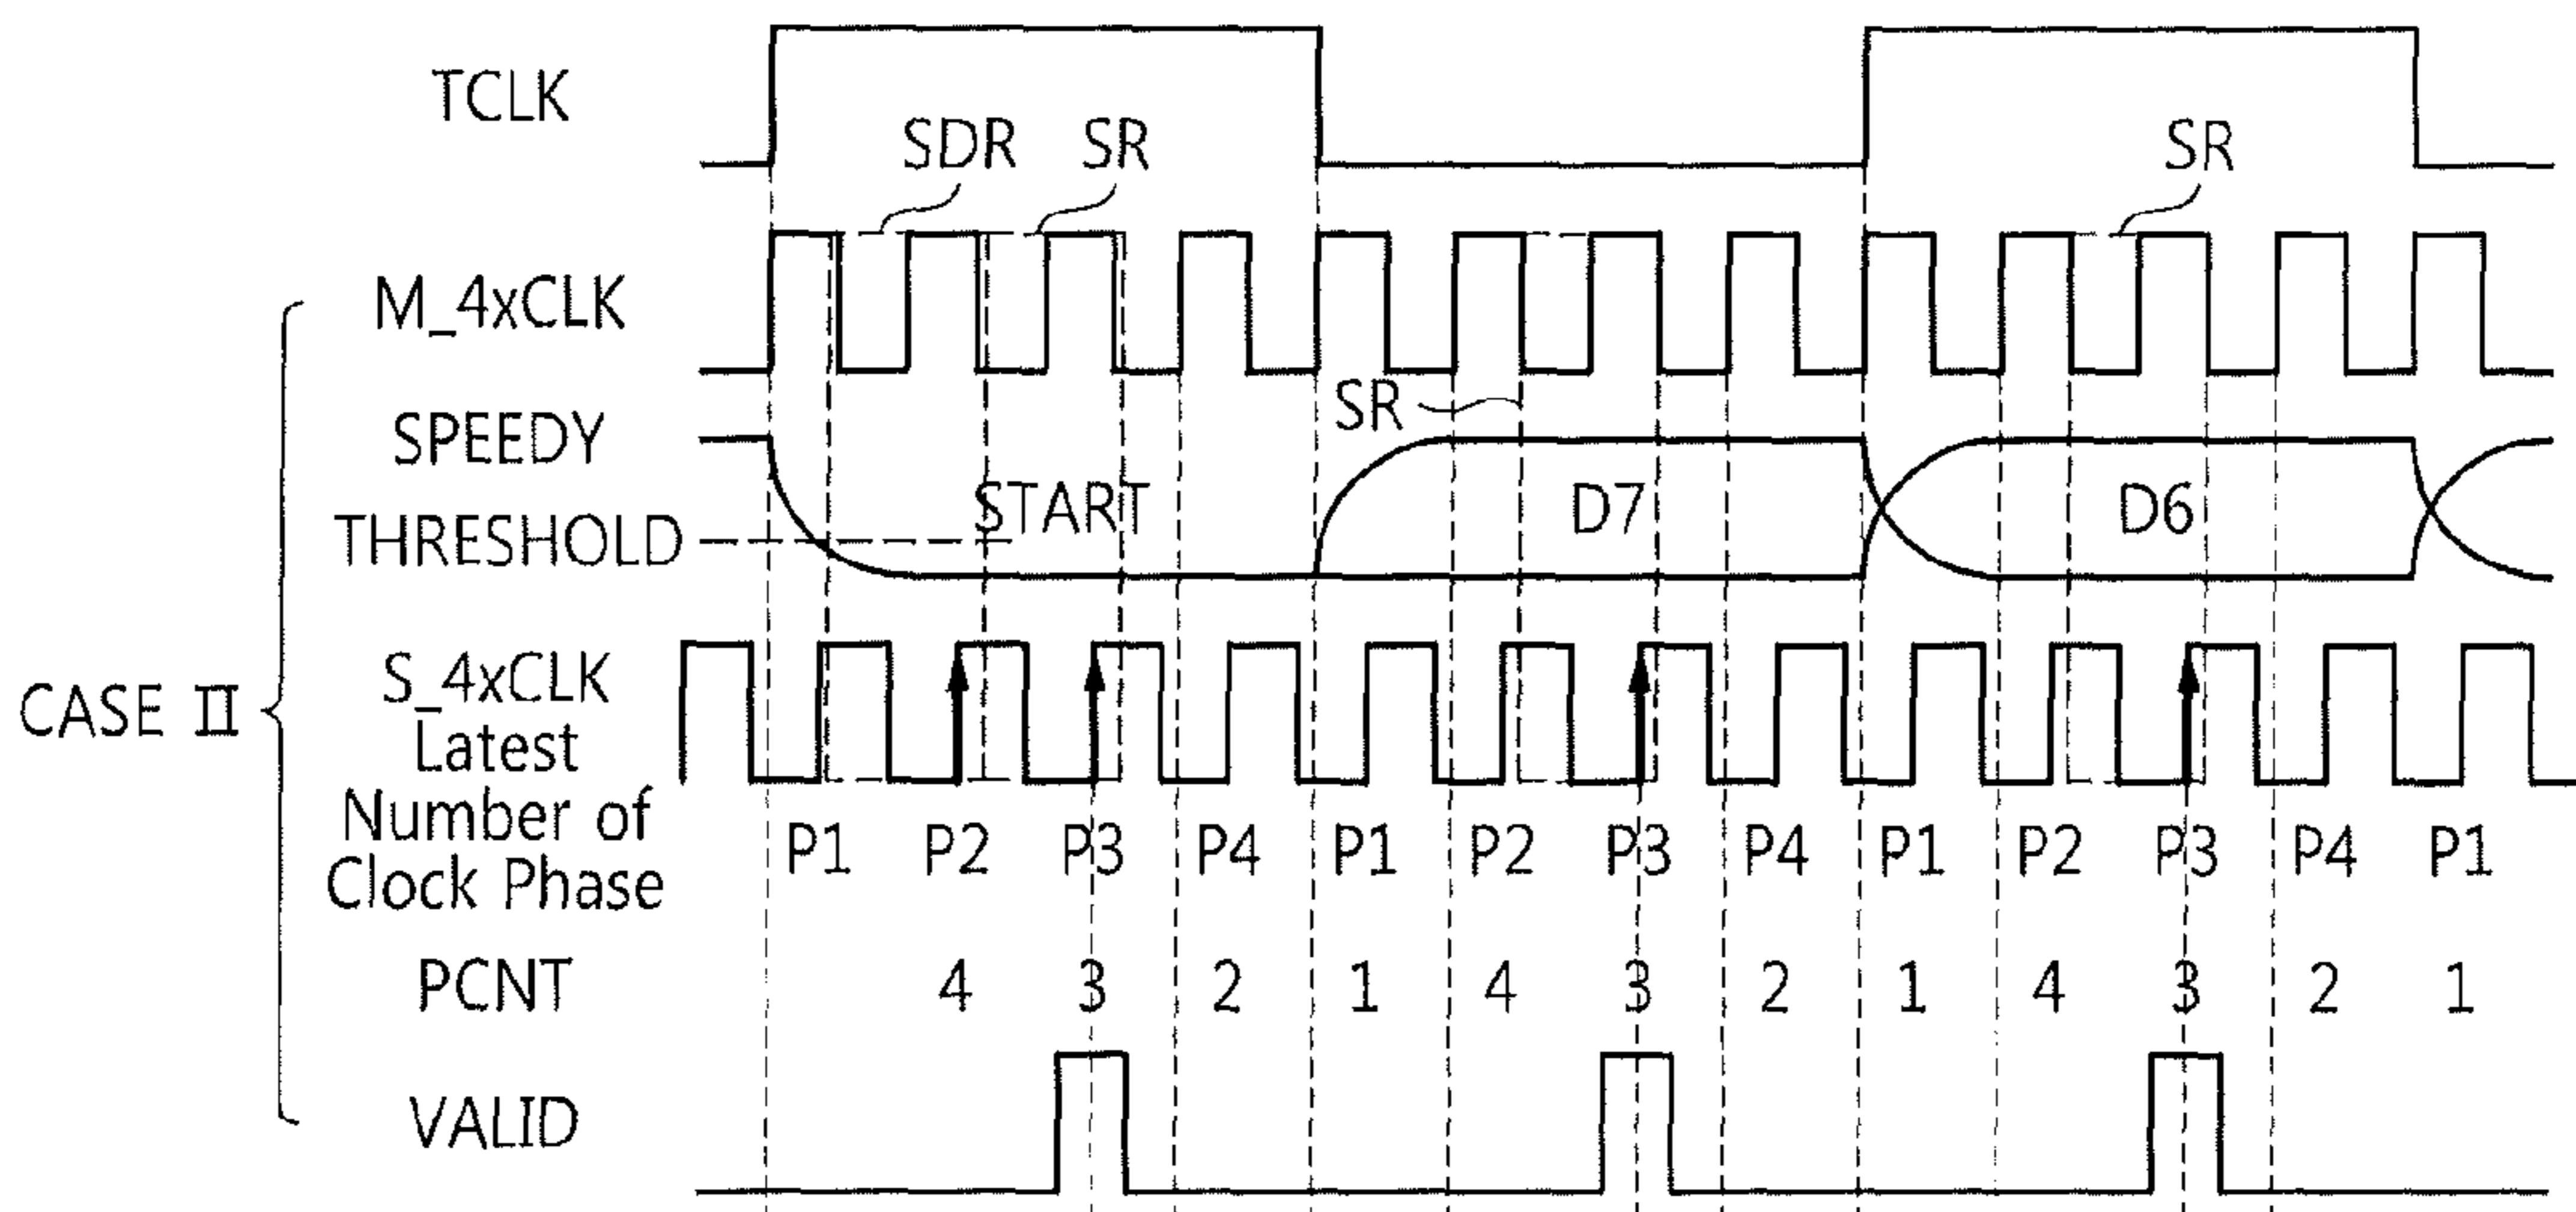 TCLK
SDR SR SR
M_4xCLK
SR
SPEEDY
START D7 D6
THRESHOLD
CASE II
S_4xCLK
Latest
Number of
Clock Phase
P1 P2 P3 P4 P1 P2 P3 P4 P1 P2 P3 P4 P1
PCNT 4 3 2 1 4 3 2 1 4 3 2 1
VALID